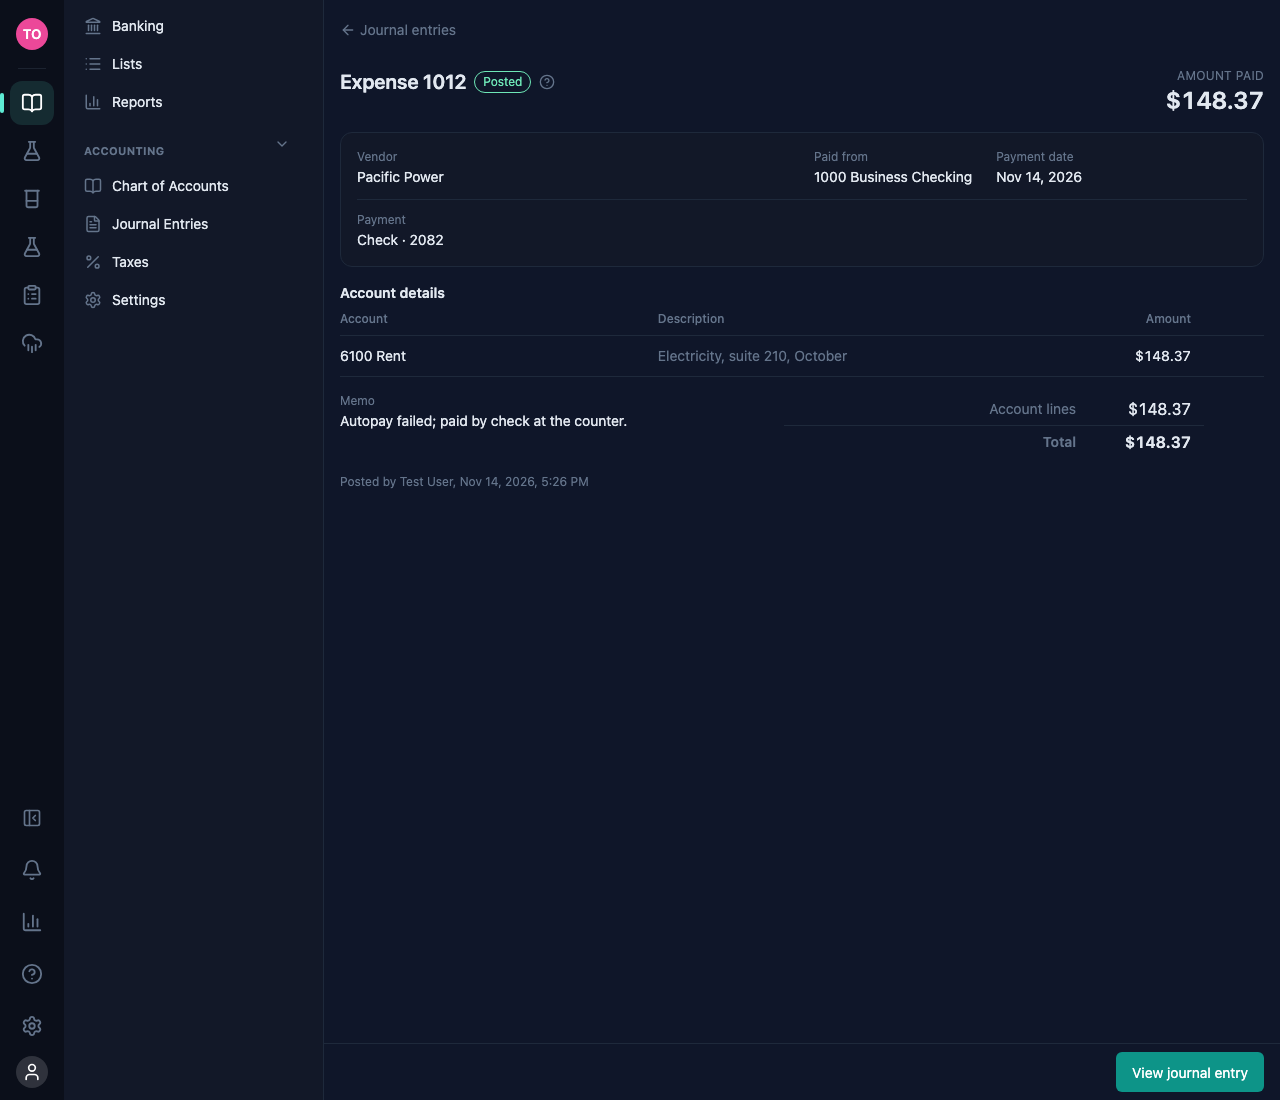 TO
Banking
Lists
Reports
ACCOUNTING
Chart of Accounts
Journal Entries
Taxes
Settings
Journal entries
Expense 1012 Posted
AMOUNT PAID
$148.37
Vendor Paid from Payment date
Pacific Power 1000 Business Checking Nov 14, 2026
Payment
Check · 2082
Account details
Account Description Amount
6100 Rent Electricity, suite 210, October $148.37
Memo
Autopay failed; paid by check at the counter.
Account lines $148.37
Total $148.37
Posted by Test User, Nov 14, 2026, 5:26 PM
View journal entry